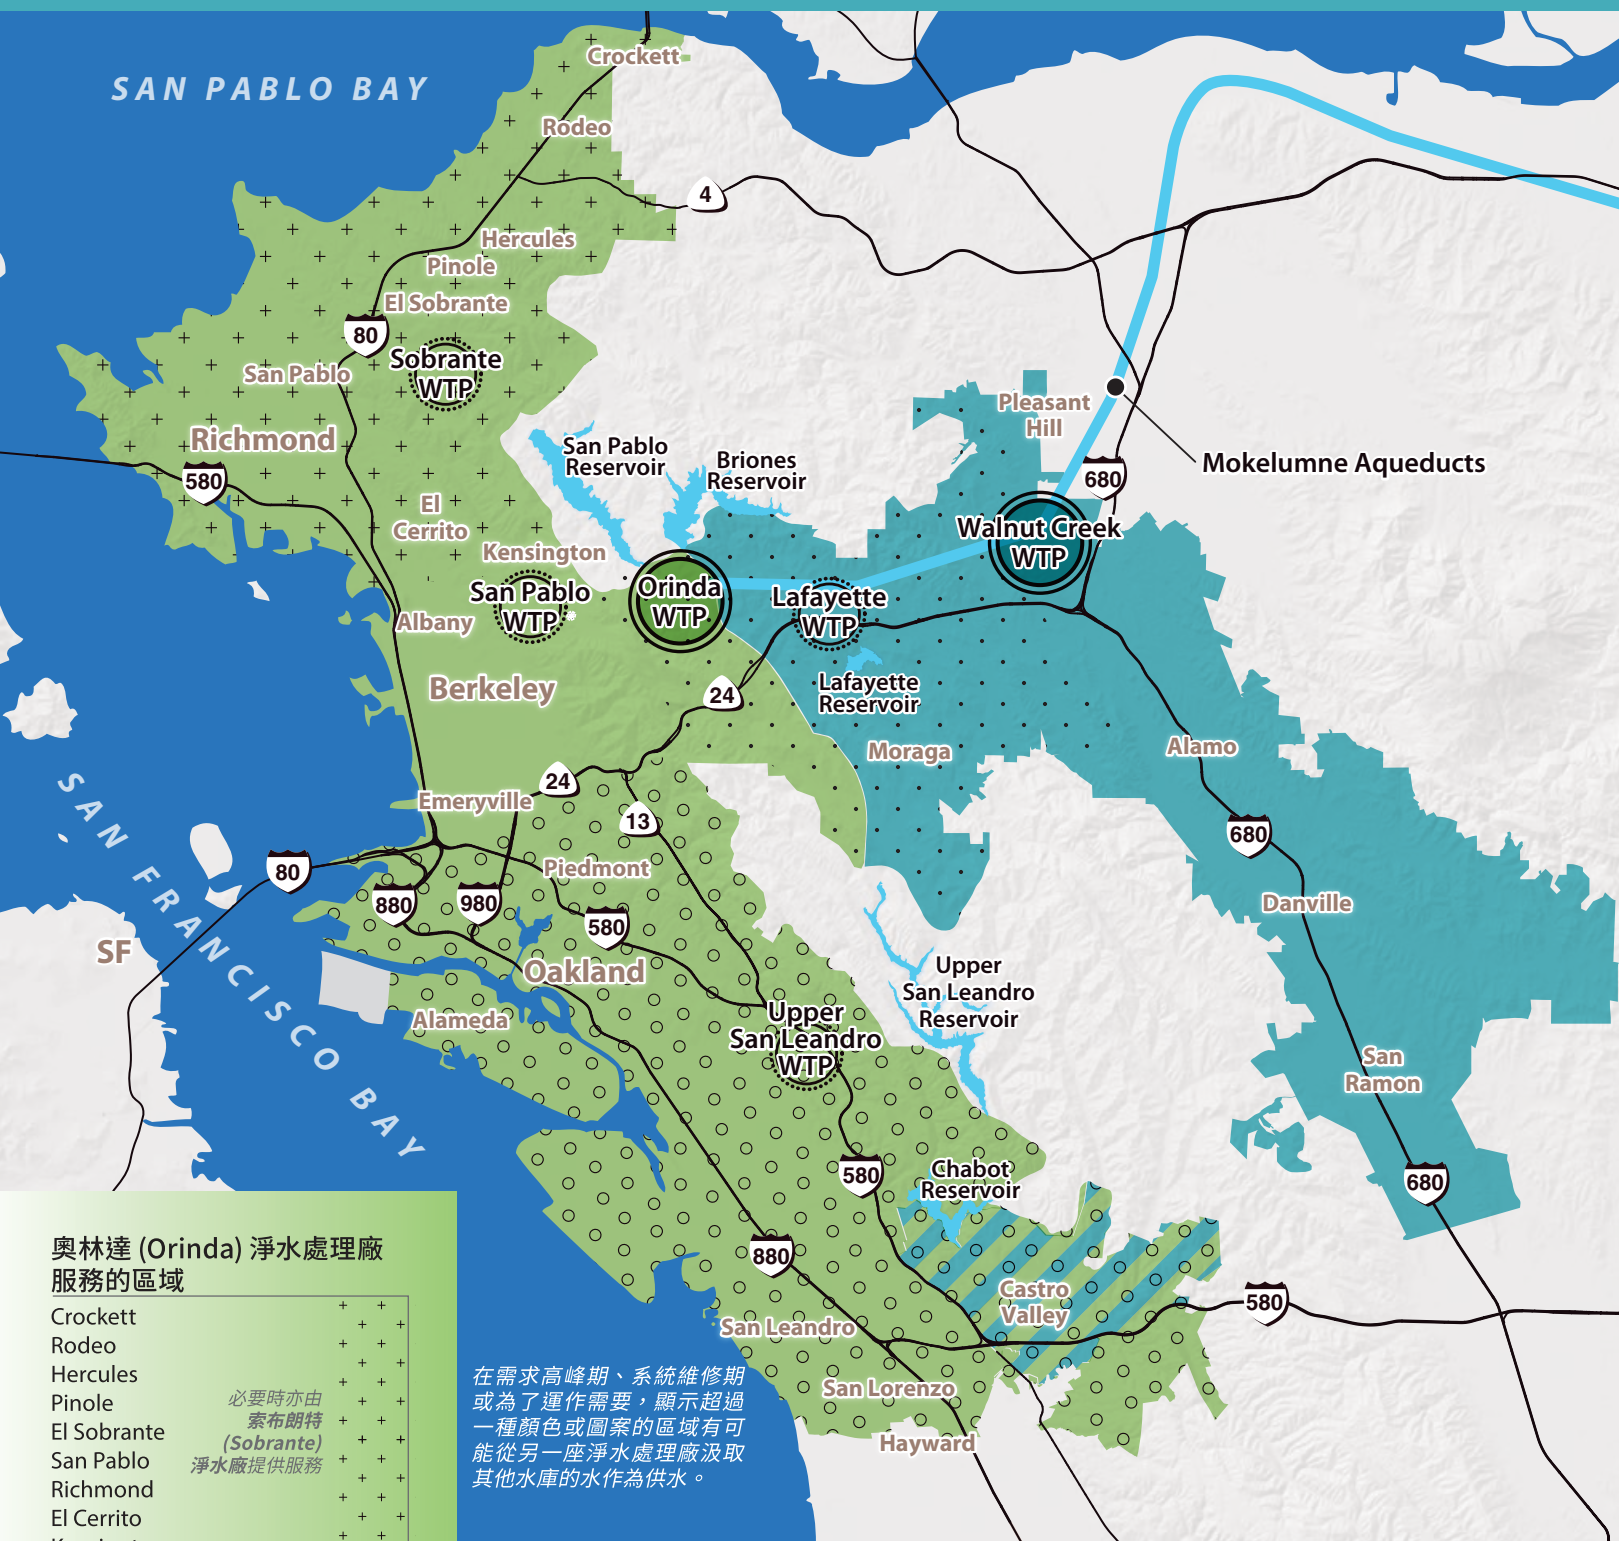 SAN PABLO BAY
Crockett
Rodeo
4
Hercules
Pinole
El Sobrante
80
Sobrante
WTP
San Pablo
Richmond
580
El
Cerrito
Kensington
San Pablo
WTP
Albany
Berkeley
San Pablo
Reservoir
Briones
Reservoir
Orinda
WTP
Lafayette
WTP
Lafayette
Reservoir
Walnut Creek
WTP
Pleasant
Hill
680
Mokelumne Aqueducts
24
Moraga
Alamo
24
Emeryville
13
680
Piedmont
80
880
980
580
Danville
SF
SAN FRANCISCO BAY
Oakland
Alameda
Upper
San Leandro
WTP
Upper
San Leandro
Reservoir
San
Ramon
580
Chabot
Reservoir
680
880
Castro
Valley
580
San Leandro
San Lorenzo
Hayward
奧林達 (Orinda) 淨水處理廠
服務的區域
Crockett
Rodeo
Hercules
Pinole
El Sobrante
San Pablo
Richmond
El Cerrito
必要時亦由
索布朗特
(Sobrante)
淨水廠提供服務
在需求高峰期、系統維修期
或為了運作需要，顯示超過
一種顏色或圖案的區域有可
能從另一座淨水處理廠汲取
其他水庫的水作為供水。